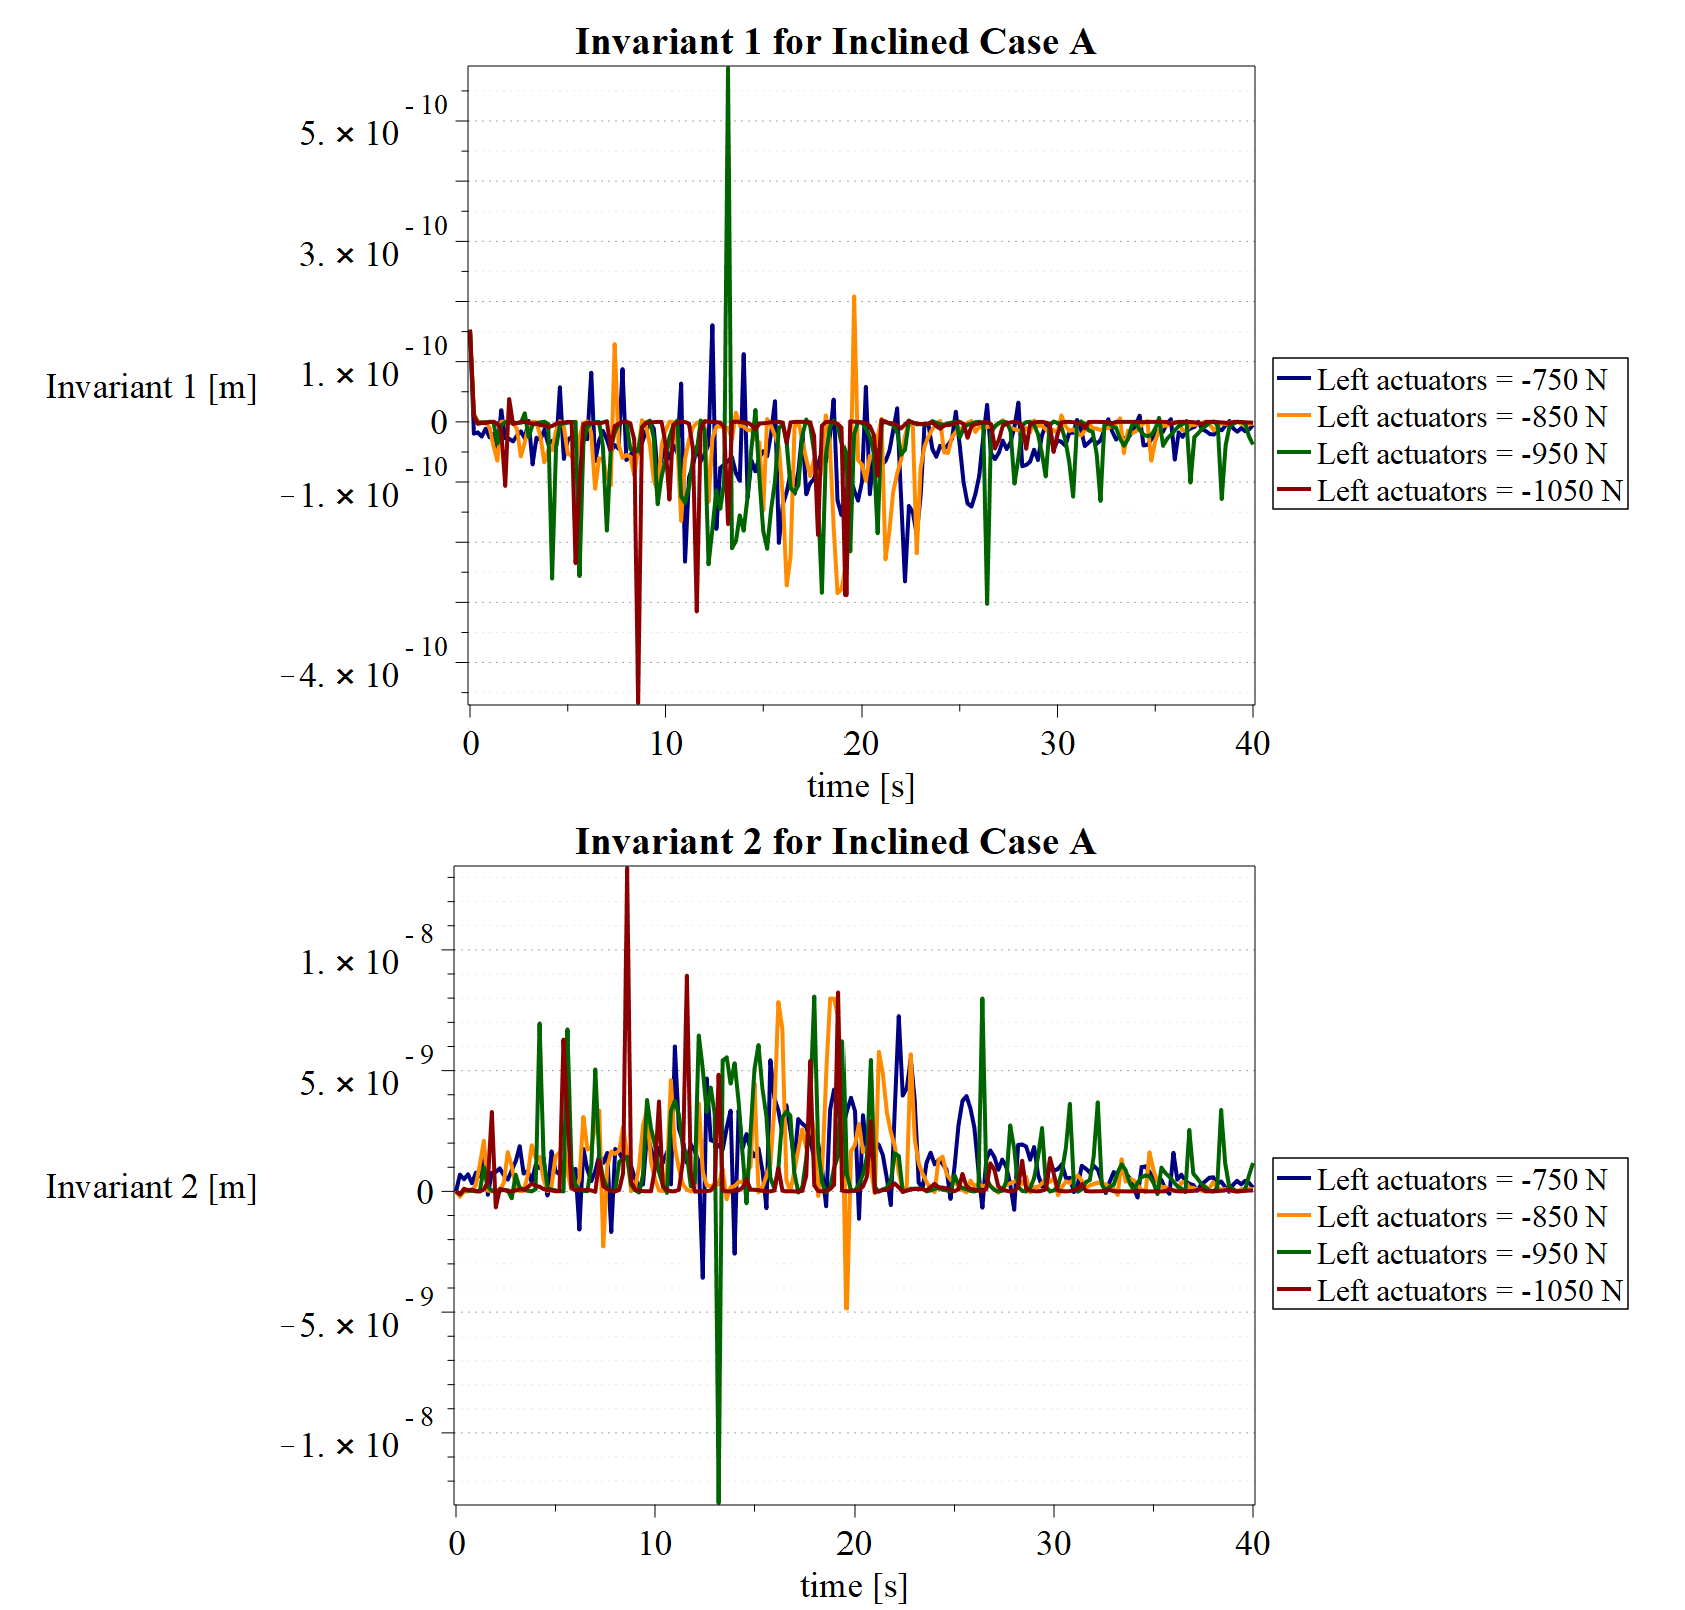 Invariant 1 for Inclined Case A
5. × 10 - 10
3. × 10 - 10
Invariant 1 [m]
1. × 10 - 10
0
-1. × 10 - 10
-4. × 10 - 10
Left actuators = -750 N
Left actuators = -850 N
Left actuators = -950 N
Left actuators = -1050 N
0 10 20 30 40
time [s]
Invariant 2 for Inclined Case A
1. × 10 - 8
5. × 10 - 9
Invariant 2 [m]
0
-5. × 10 - 9
-1. × 10 - 8
Left actuators = -750 N
Left actuators = -850 N
Left actuators = -950 N
Left actuators = -1050 N
0 10 20 30 40
time [s]